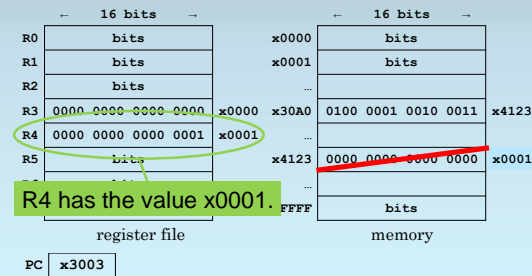 ← 16 bits → ← 16 bits →
R0 bits x0000 bits
R1 bits x0001 bits
R2 bits …
R3 0000 0000 0000 0000 x0000 x30A0 0100 0001 0010 0011 x4123
R4 0000 0000 0000 0001 x0001 …
R5 bits x4123 0000 0000 0000 0000 x0001
…
R4 has the value x0001. FFFF bits
register file memory
PC x3003